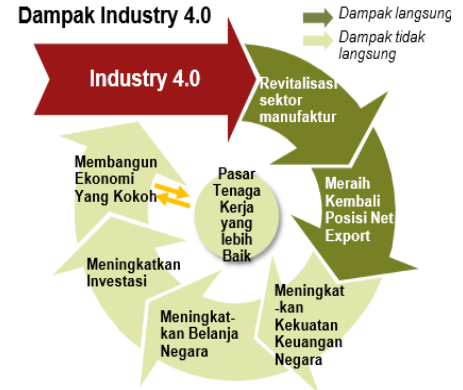 Dampak Industry 4.0
Dampak langsung
Dampak tidak
langsung
Industry 4.0
Revitalisasi
sektor
manufaktur
Meraih
Kembali
Posisi Net
Export
Meningkat
-kan
Kekuatan
Keuangan
Negara
Meningkat-
kan Belanja
Negara
Meningkatkan
Investasi
Membangun
Ekonomi
Yang Kokoh
Pasar
Tenaga
Kerja
yang
lebih
Baik